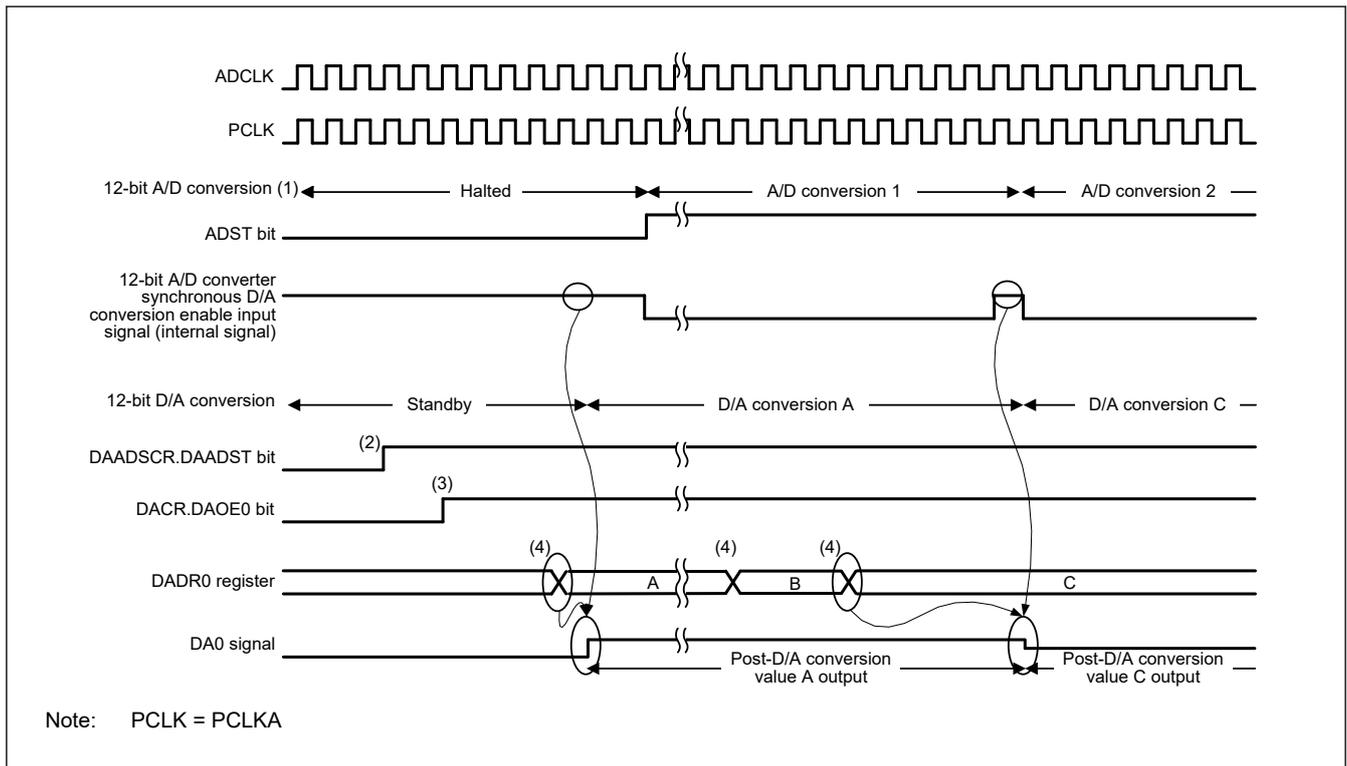 ADCLK
PCLK
12-bit A/D conversion (1)
Halted
A/D conversion 1
A/D conversion 2
ADST bit
12-bit A/D converter
synchronous D/A
conversion enable input
signal (internal signal)
12-bit D/A conversion
Standby
D/A conversion A
D/A conversion C
(2)
DAADSCR.DAADST bit
(3)
DACR.DAOE0 bit
(4)
(4)
(4)
DADR0 register
A
B
C
DA0 signal
Post-D/A conversion
value A output
Post-D/A conversion
value C output
Note: PCLK = PCLKA